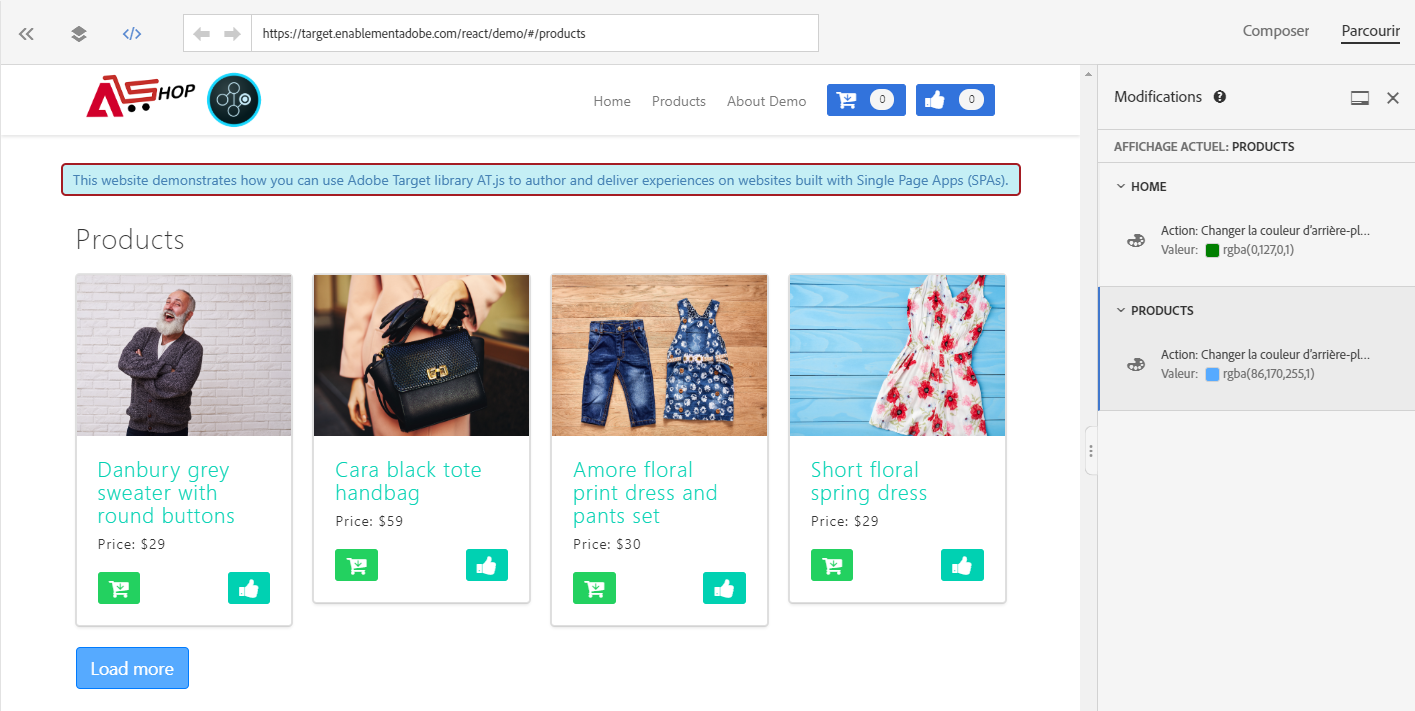 https://target.enablementadobe.com/react/demo/#/products
Composer
Parcourir
SHOP
Home
Products
About Demo
0
0
This website demonstrates how you can use Adobe Target library AT.js to author and deliver experiences on websites built with Single Page Apps (SPAs).
Products
Danbury grey
sweater with
round buttons
Price: $29
Cara black tote
handbag
Price: $59
Amore floral
print dress and
pants set
Price: $30
Short floral
spring dress
Price: $29
Load more
Modifications
AFFICHAGE ACTUEL: PRODUCTS
HOME
Action: Changer la couleur d'arrière-pl...
Valeur: rgba(0,127,0,1)
PRODUCTS
Action: Changer la couleur d'arrière-pl...
Valeur: rgba(86,170,255,1)